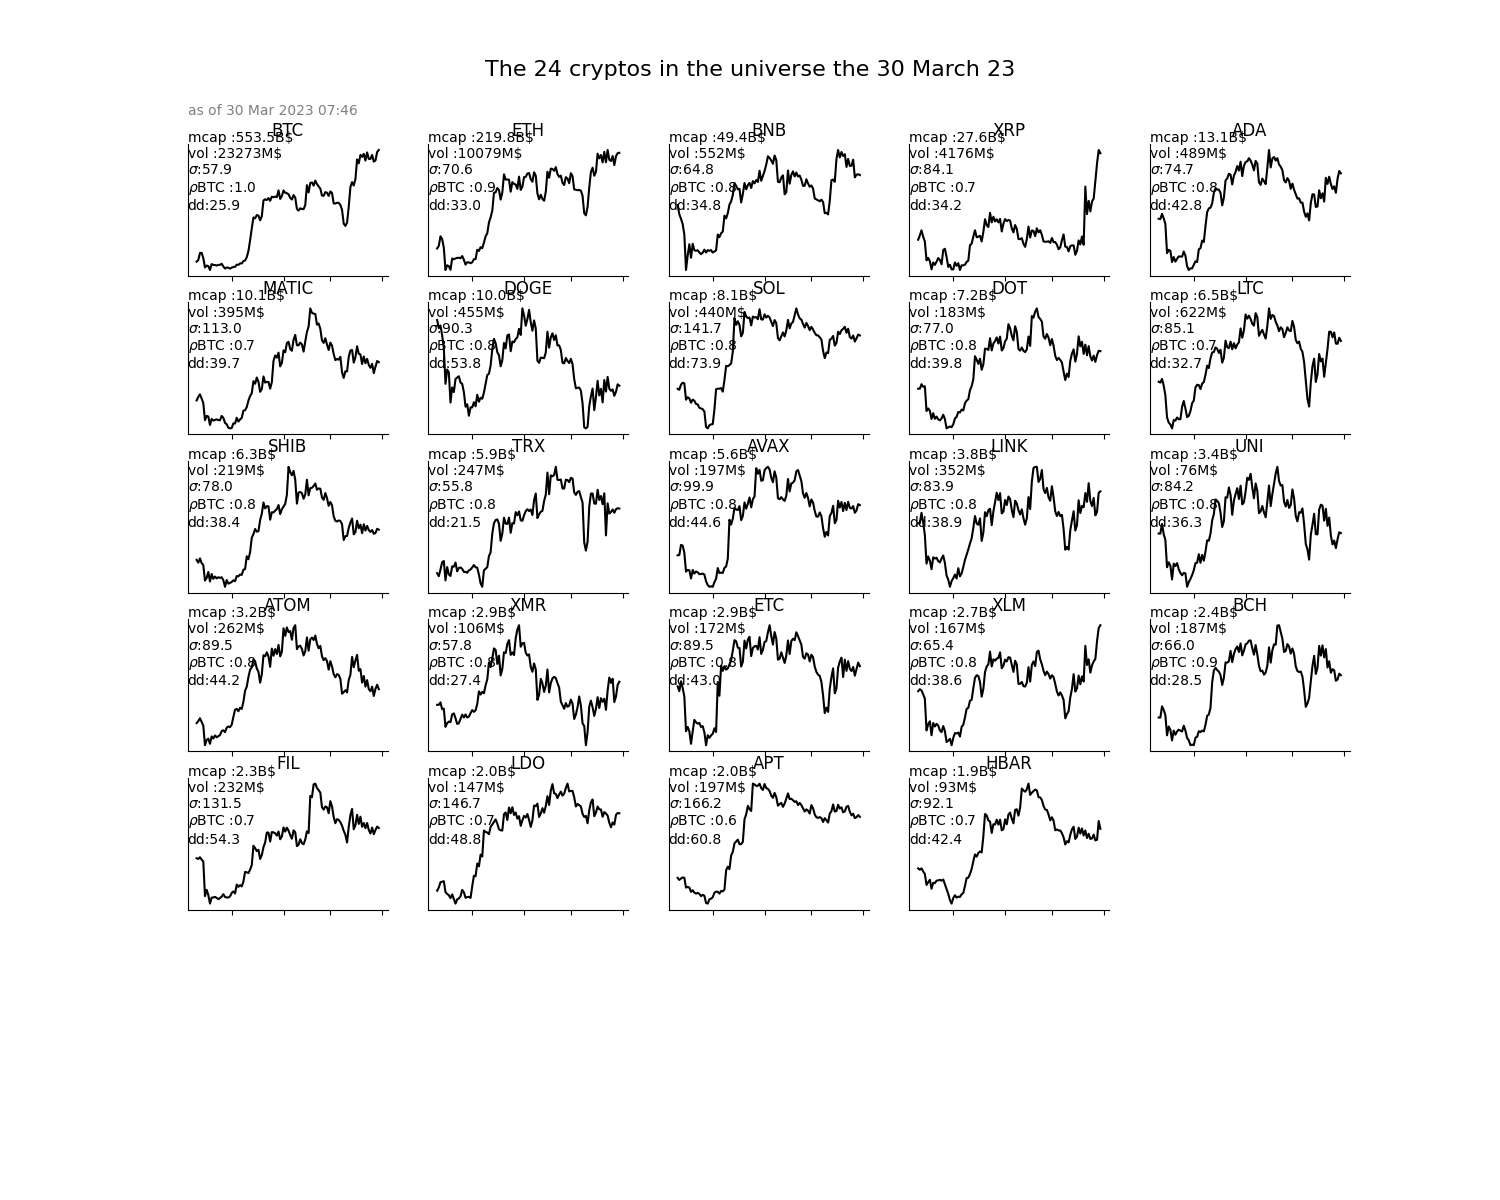 The 24 cryptos in the universe the 30 March 23
as of 30 Mar 2023 07:46
BTC
mcap :553.5B$
vol :23273M$
σ:57.9
ρBTC :1.0
dd:25.9
ETH
mcap :219.8B$
vol :10079M$
σ:70.6
ρBTC :0.9
dd:33.0
BNB
mcap :49.4B$
vol :552M$
σ:64.8
ρBTC :0.8
dd:34.8
XRP
mcap :27.6B$
vol :4176M$
σ:84.1
ρBTC :0.7
dd:34.2
ADA
mcap :13.1B$
vol :489M$
σ:74.7
ρBTC :0.8
dd:42.8
MATIC
mcap :10.1B$
vol :395M$
σ:113.0
ρBTC :0.7
dd:39.7
DOGE
mcap :10.0B$
vol :455M$
σ:90.3
ρBTC :0.8
dd:53.8
SOL
mcap :8.1B$
vol :440M$
σ:141.7
ρBTC :0.8
dd:73.9
DOT
mcap :7.2B$
vol :183M$
σ:77.0
ρBTC :0.8
dd:39.8
LTC
mcap :6.5B$
vol :622M$
σ:85.1
ρBTC :0.7
dd:32.7
SHIB
mcap :6.3B$
vol :219M$
σ:78.0
ρBTC :0.8
dd:38.4
TRX
mcap :5.9B$
vol :247M$
σ:55.8
ρBTC :0.8
dd:21.5
AVAX
mcap :5.6B$
vol :197M$
σ:99.9
ρBTC :0.8
dd:44.6
LINK
mcap :3.8B$
vol :352M$
σ:83.9
ρBTC :0.8
dd:38.9
UNI
mcap :3.4B$
vol :76M$
σ:84.2
ρBTC :0.8
dd:36.3
ATOM
mcap :3.2B$
vol :262M$
σ:89.5
ρBTC :0.8
dd:44.2
XMR
mcap :2.9B$
vol :106M$
σ:57.8
ρBTC :0.8
dd:27.4
ETC
mcap :2.9B$
vol :172M$
σ:89.5
ρBTC :0.8
dd:43.0
XLM
mcap :2.7B$
vol :167M$
σ:65.4
ρBTC :0.8
dd:38.6
BCH
mcap :2.4B$
vol :187M$
σ:66.0
ρBTC :0.9
dd:28.5
FIL
mcap :2.3B$
vol :232M$
σ:131.5
ρBTC :0.7
dd:54.3
LDO
mcap :2.0B$
vol :147M$
σ:146.7
ρBTC :0.7
dd:48.8
APT
mcap :2.0B$
vol :197M$
σ:166.2
ρBTC :0.6
dd:60.8
HBAR
mcap :1.9B$
vol :93M$
σ:92.1
ρBTC :0.7
dd:42.4